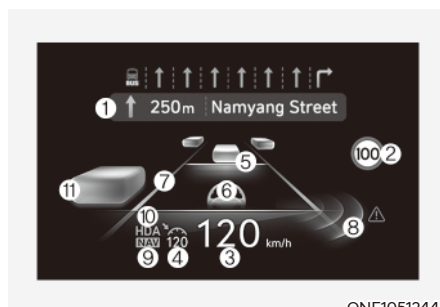 BUS
① 250m Namyang Street
100 ②
⑤
⑦
⑪
⑥
⑩
HDA 120 km/h
⑧
NAV 120
⑨ ④ ③